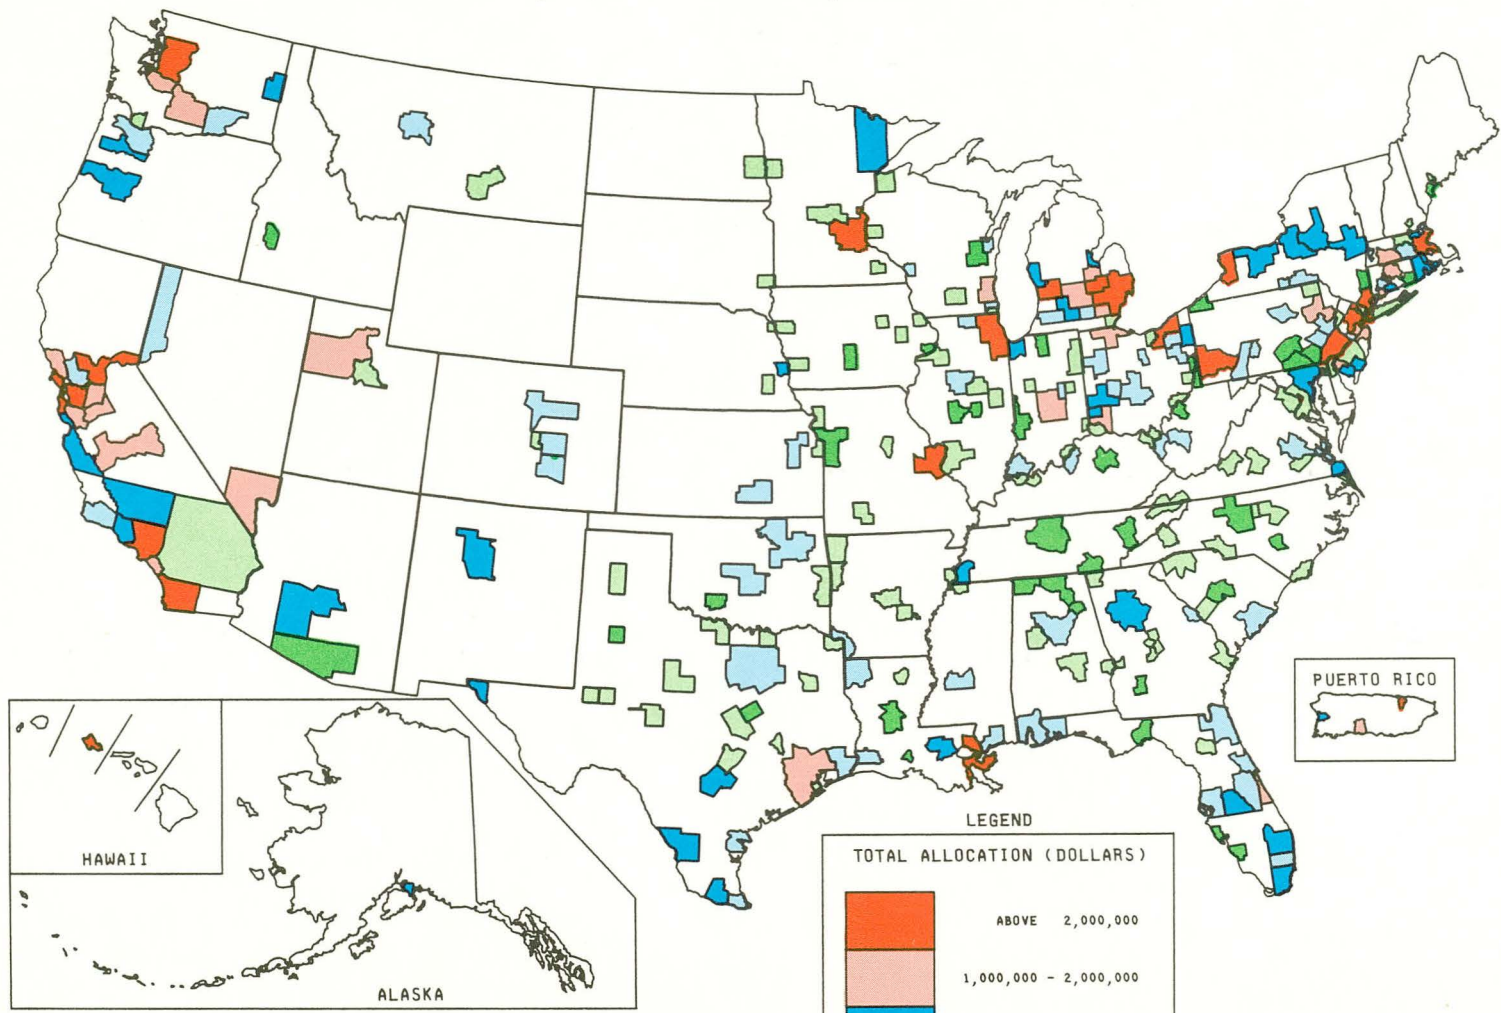 PUERTO RICO
HAWAII
ALASKA
LEGEND
TOTAL ALLOCATION (DOLLARS)
ABOVE 2,000,000
1,000,000 - 2,000,000